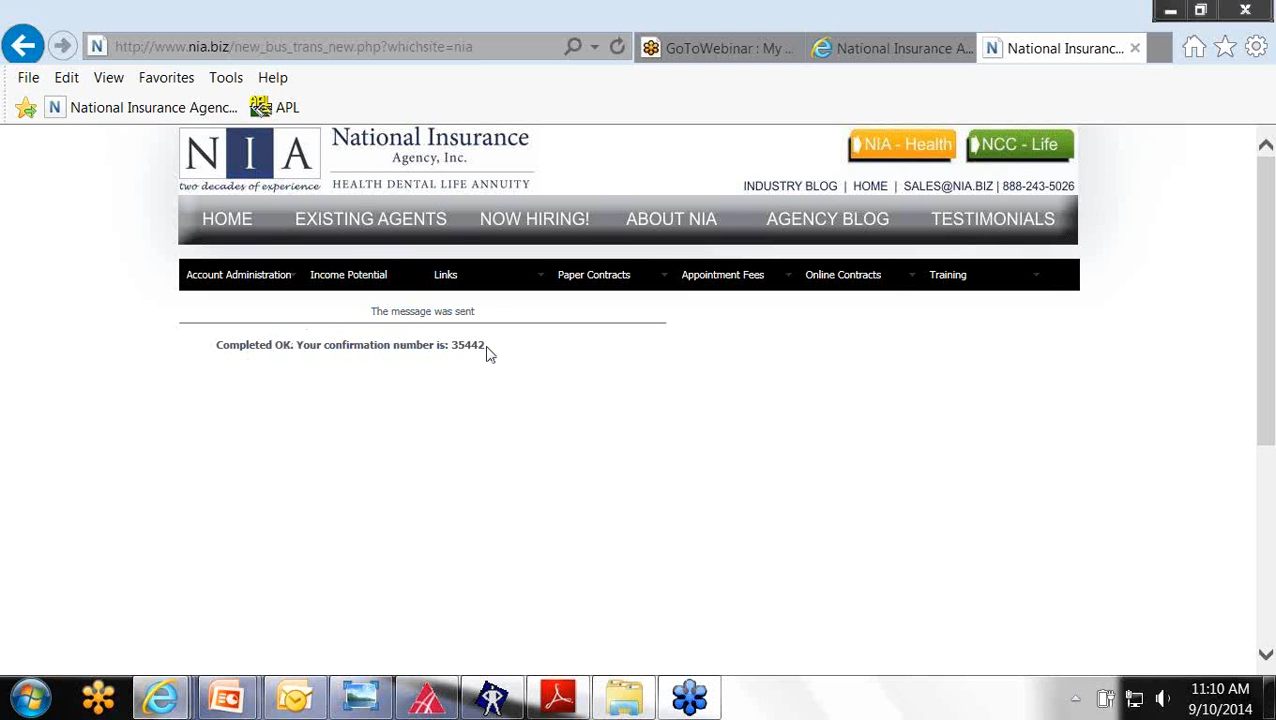 http://www.nia.biz/new_bus_trans_new.php?whichsite=nia
GoToWebinar : My ...
National Insurance A...
National Insuranc...
File Edit View Favorites Tools Help
National Insurance Agenc...
APL
NIA
two decades of experience
National Insurance
Agency, Inc.
HEALTH DENTAL LIFE ANNUITY
NIA - Health
NCC - Life
INDUSTRY BLOG | HOME | SALES@NIA.BIZ | 888-243-5026
HOME EXISTING AGENTS NOW HIRING! ABOUT NIA AGENCY BLOG TESTIMONIALS
Account Administration Income Potential Links Paper Contracts Appointment Fees Online Contracts Training
The message was sent
Completed OK. Your confirmation number is: 35442
11:10 AM
9/10/2014